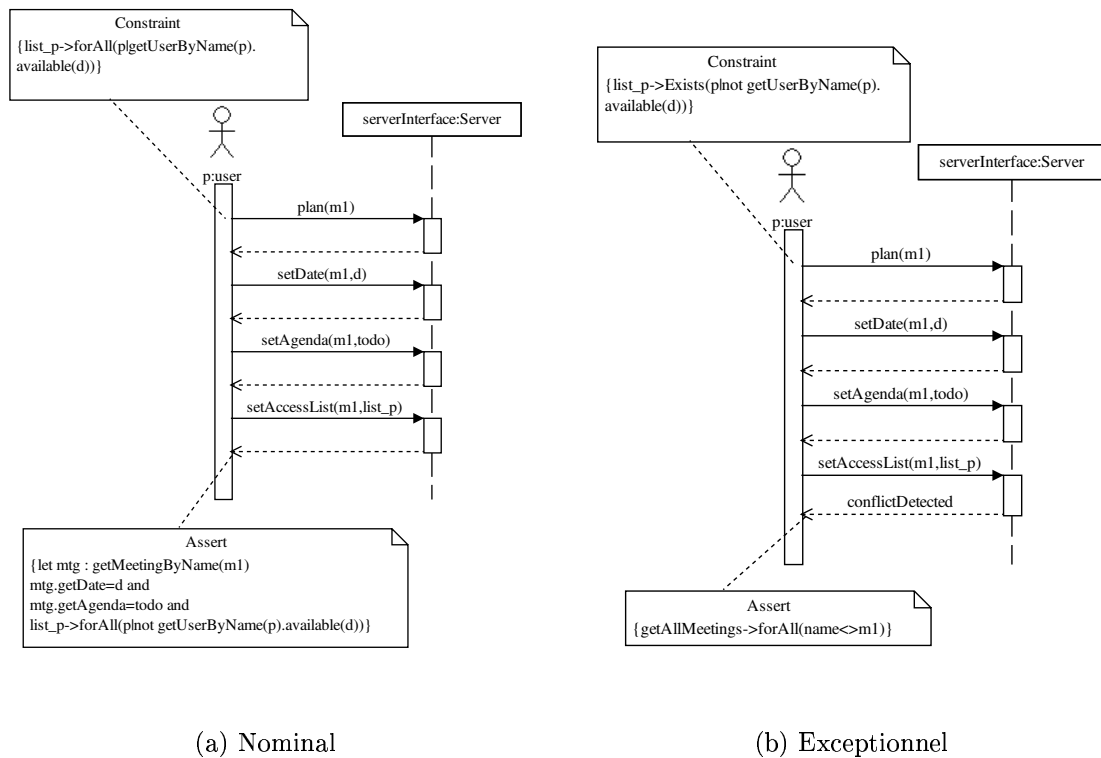 Constraint
{list_p->forAll(p|getUserByName(p).
available(d))}
serverInterface:Server
p:user
plan(m1)
setDate(m1,d)
setAgenda(m1,todo)
setAccessList(m1,list_p)
Assert
{let mtg : getMeetingByName(m1)
mtg.getDate=d and
mtg.getAgenda=todo and
list_p->forAll(p|not getUserByName(p).available(d))}
(a) Nominal
Constraint
{list_p->Exists(p|not getUserByName(p).
available(d))}
serverInterface:Server
p:user
plan(m1)
setDate(m1,d)
setAgenda(m1,todo)
setAccessList(m1,list_p)
conflictDetected
Assert
{getAllMeetings->forAll(name<>m1)}
(b) Exceptionnel